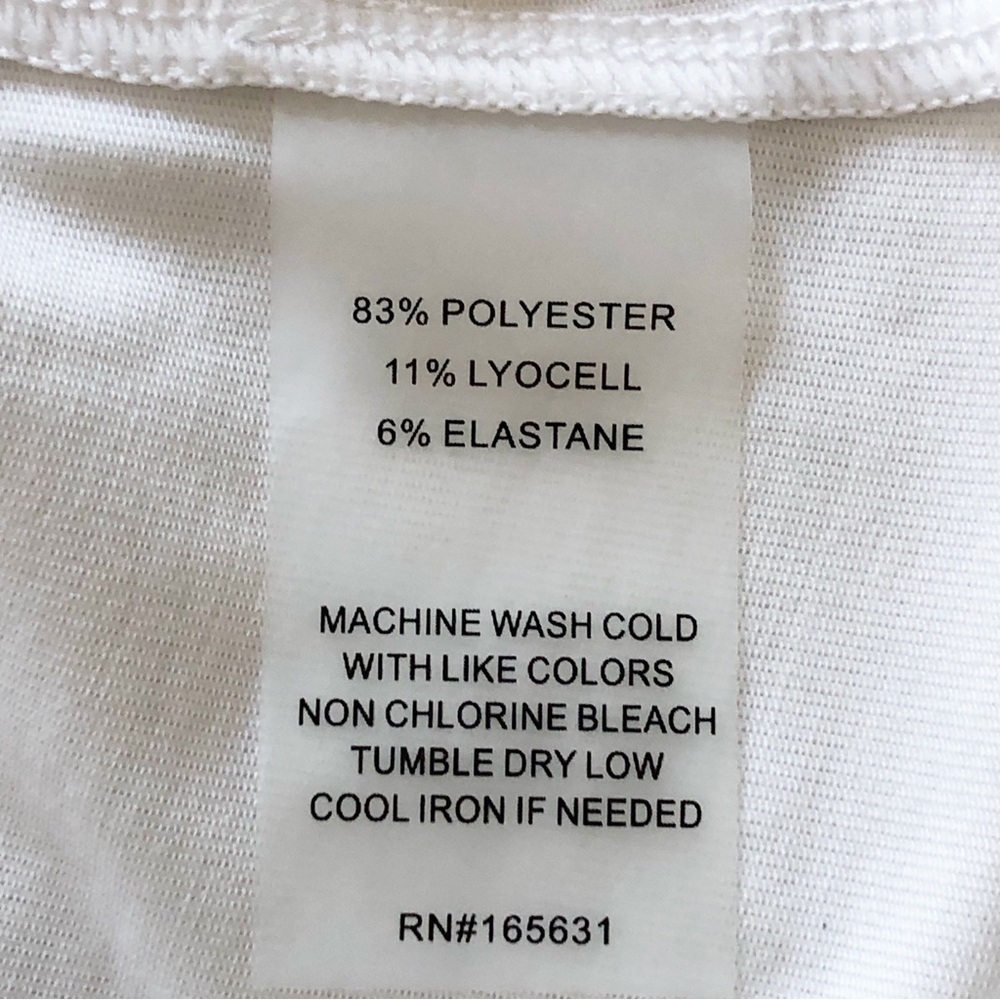 83% POLYESTER
11% LYOCELL
6% ELASTANE
MACHINE WASH COLD
WITH LIKE COLORS
NON CHLORINE BLEACH
TUMBLE DRY LOW
COOL IRON IF NEEDED
RN#165631